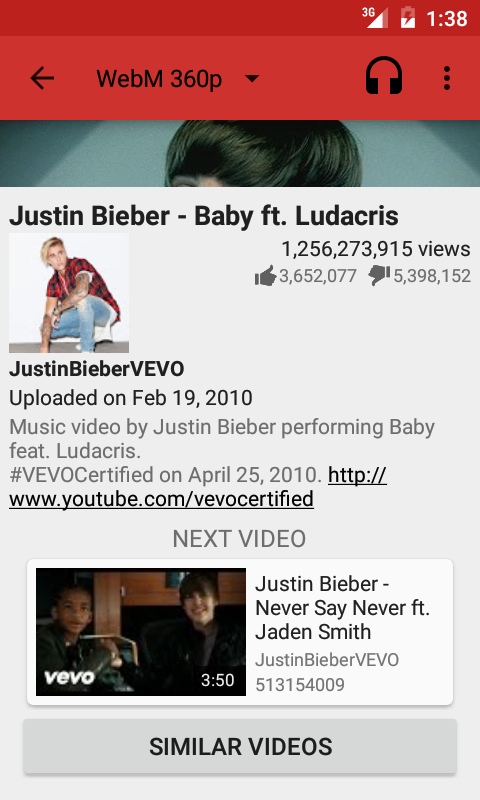 3G 1:38
WebM 360p
Justin Bieber - Baby ft. Ludacris
1,256,273,915 views
3,652,077 5,398,152
JustinBieberVEVO
Uploaded on Feb 19, 2010
Music video by Justin Bieber performing Baby
feat. Ludacris.
#VEVOCertified on April 25, 2010. http://
www.youtube.com/vevocertified
NEXT VIDEO
vevo
3:50
Justin Bieber -
Never Say Never ft.
Jaden Smith
JustinBieberVEVO
513154009
SIMILAR VIDEOS